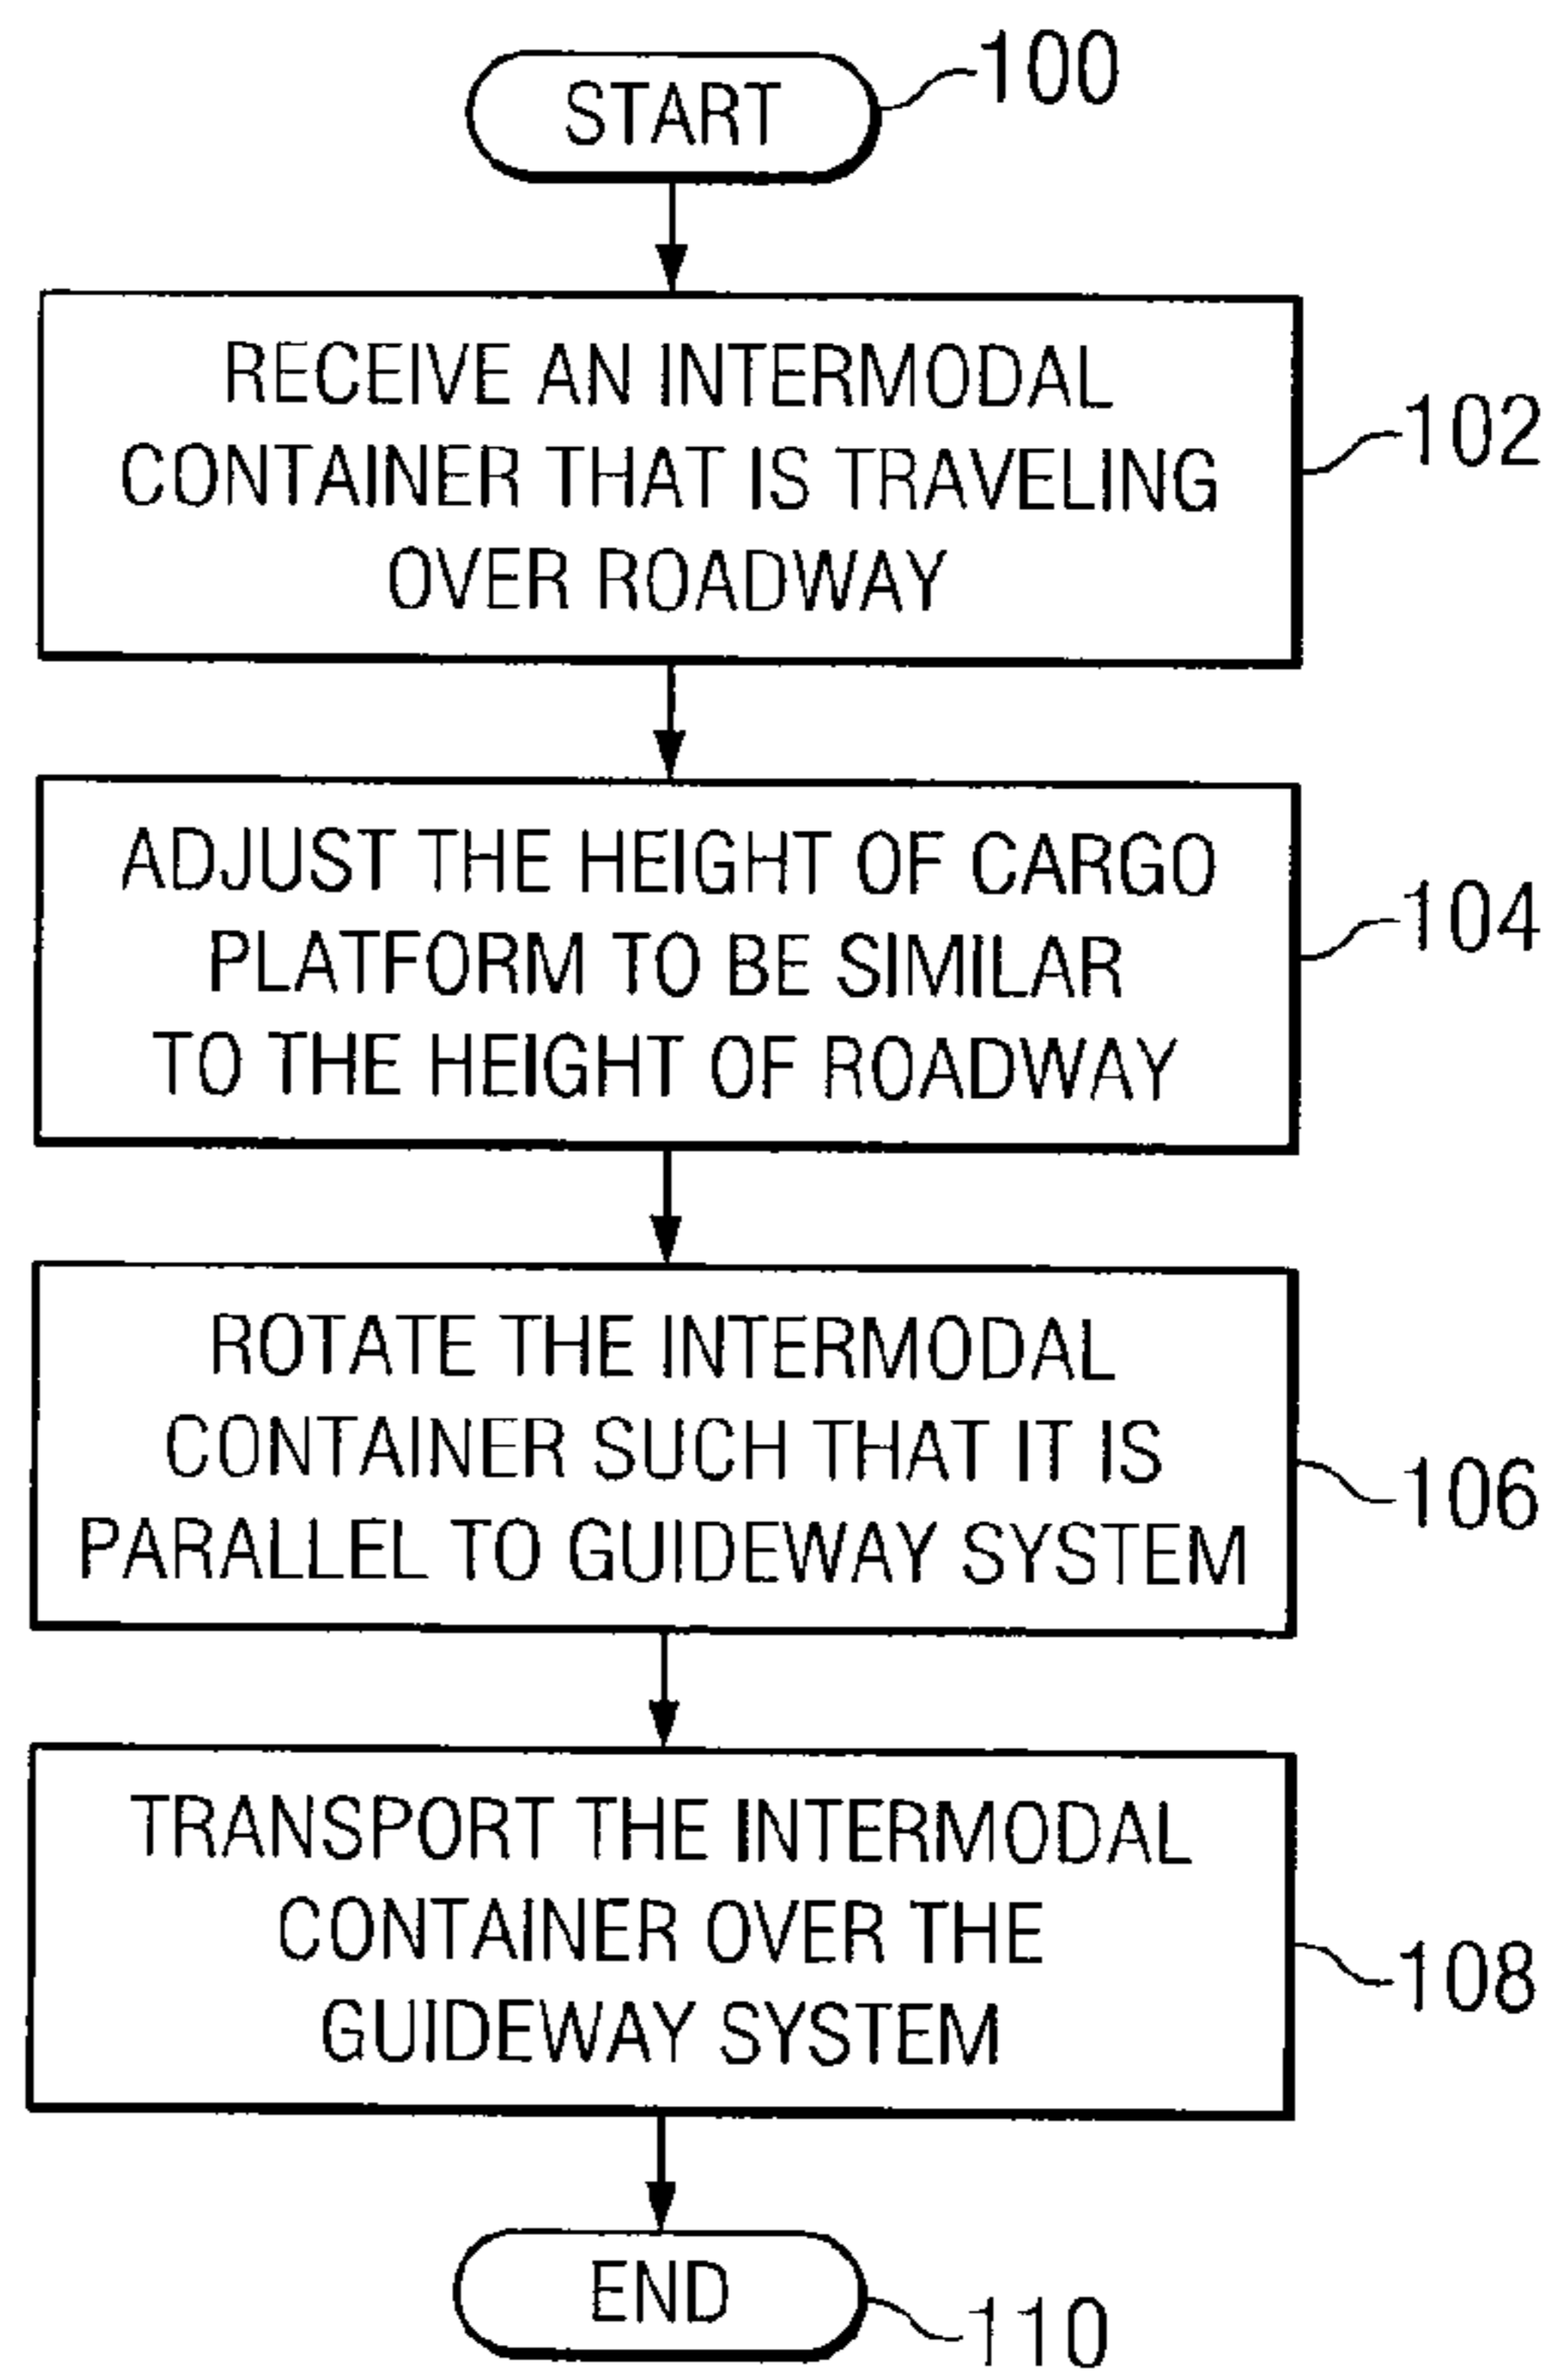 START
100
RECEIVE AN INTERMODAL
CONTAINER THAT IS TRAVELING
OVER ROADWAY
102
ADJUST THE HEIGHT OF CARGO
PLATFORM TO BE SIMILAR
TO THE HEIGHT OF ROADWAY
104
ROTATE THE INTERMODAL
CONTAINER SUCH THAT IT IS
PARALLEL TO GUIDEWAY SYSTEM
106
TRANSPORT THE INTERMODAL
CONTAINER OVER THE
GUIDEWAY SYSTEM
108
END
110